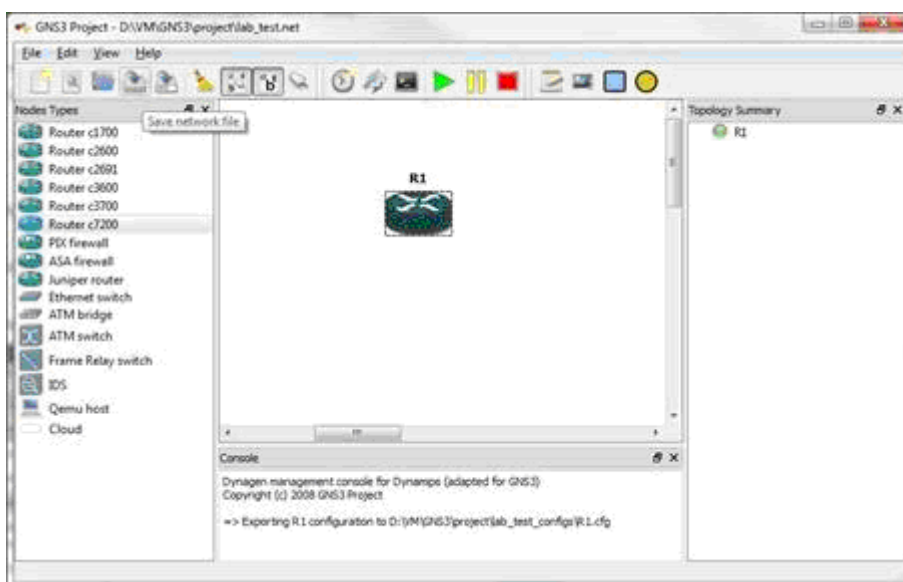 GNS3 Project - D:\VM\GNS3\project\lab_test.net
File Edit View Help
Nodes Types
Save network file
Router c1700
Router c2600
Router c2691
Router c3600
Router c3700
Router c7200
PIX firewall
ASA firewall
Juniper router
Ethernet switch
ATM bridge
ATM switch
Frame Relay switch
IDS
Qemu host
Cloud
R1
Topology Summary
R1
Console
Dynagen management console for Dynamips (adapted for GNS3)
Copyright (c) 2008 GNS3 Project
=> Exporting R1 configuration to D:\VM\GNS3\project\lab_test_configs\R1.cfg